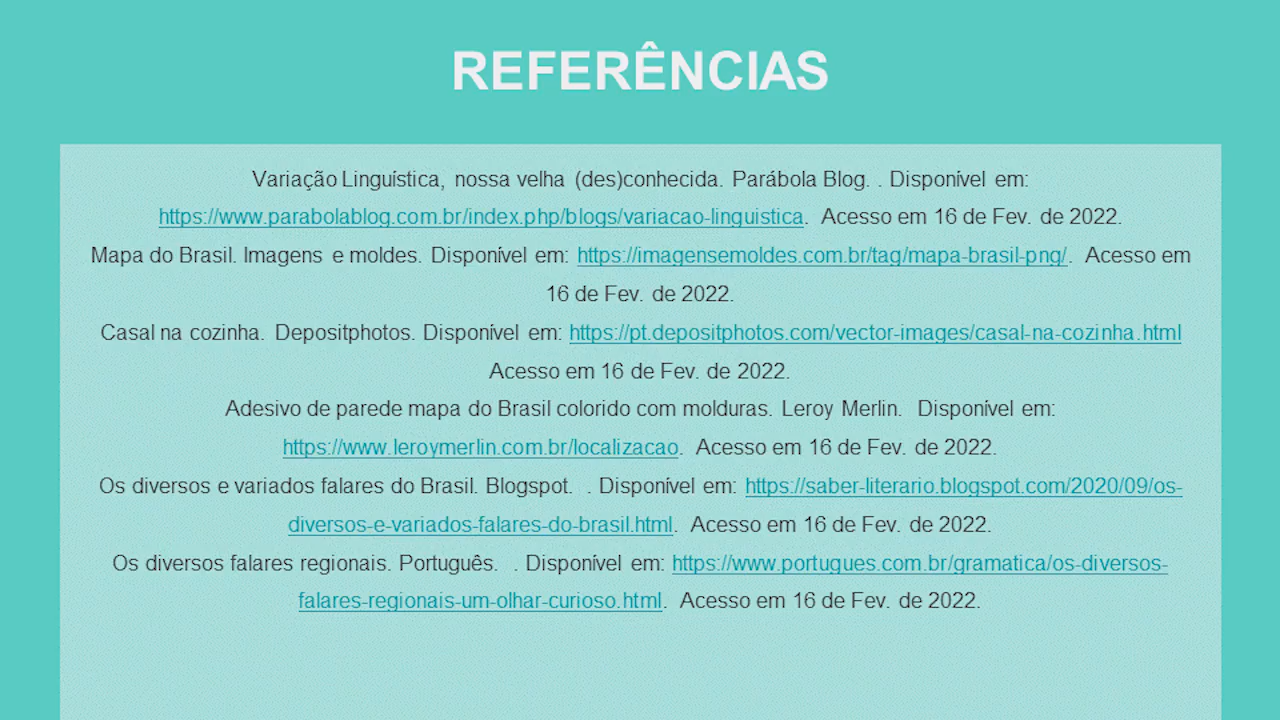 REFERÊNCIAS
Variação Linguística, nossa velha (des)conhecida. Parábola Blog. . Disponível em:
https://www.parabolablog.com.br/index.php/blogs/variacao-linguistica. Acesso em 16 de Fev. de 2022.
Mapa do Brasil. Imagens e moldes. Disponível em: https://imagensemoldes.com.br/tag/mapa-brasil-png/. Acesso em
16 de Fev. de 2022.
Casal na cozinha. Depositphotos. Disponível em: https://pt.depositphotos.com/vector-images/casal-na-cozinha.html
Acesso em 16 de Fev. de 2022.
Adesivo de parede mapa do Brasil colorido com molduras. Leroy Merlin. Disponível em:
https://www.leroymerlin.com.br/localizacao. Acesso em 16 de Fev. de 2022.
Os diversos e variados falares do Brasil. Blogspot. . Disponível em: https://saber-literario.blogspot.com/2020/09/os-
diversos-e-variados-falares-do-brasil.html. Acesso em 16 de Fev. de 2022.
Os diversos falares regionais. Português. . Disponível em: https://www.portugues.com.br/gramatica/os-diversos-
falares-regionais-um-olhar-curioso.html. Acesso em 16 de Fev. de 2022.